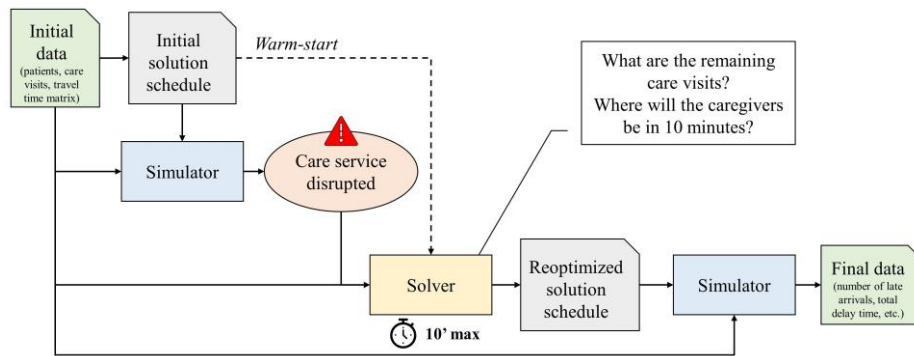 Initial
data
(patients, care
visits, travel
time matrix)
Initial
solution
schedule
Warm-start
What are the remaining
care visits?
Where will the caregivers
be in 10 minutes?
Simulator
Care service
disrupted
Solver
10’ max
Reoptimized
solution
schedule
Simulator
Final data
(number of late
arrivals, total
delay time, etc.)